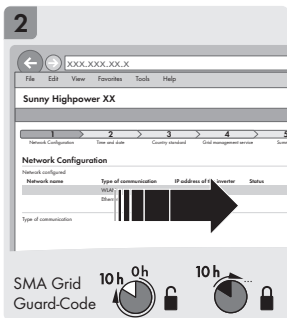 2
XXX.XXX.XX.X
File Edit View Favorites Tools Help
Sunny Highpower XX
1 2 3 4 5
Network Configuration Time and date Country standard Grid management service
Network Configuration
Network configured
Network name Type of communication IP address of the inverter Status
WLAN
Type of communication
10 h 0 h 10 h
SMA Grid
Guard-Code